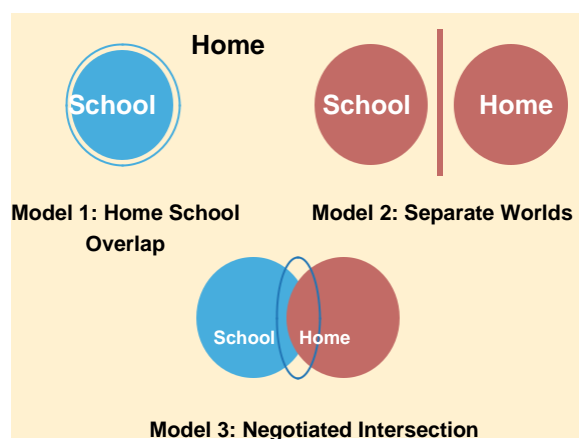 Home
School
School
Home
Model 1: Home School
Overlap
Model 2: Separate Worlds
School
Home
Model 3: Negotiated Intersection